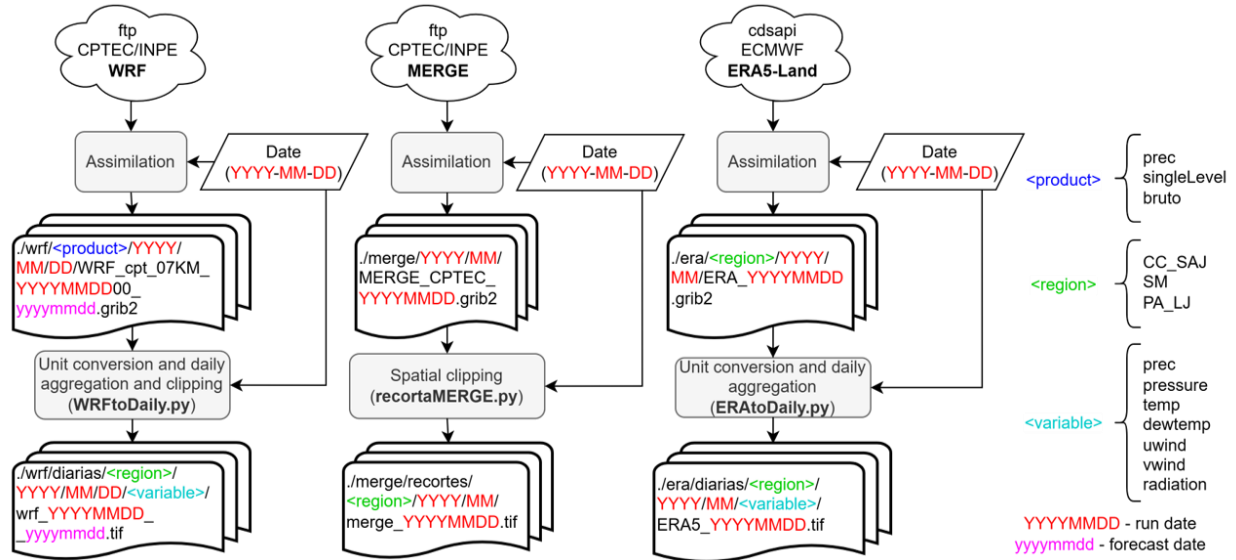 ftp
CPTEC/INPE
WRF
Assimilation
Date
(YYYY-MM-DD)
./wrf/<product>/YYYY/
MM/DD/WRF_cpt_07KM_
YYYYMMDD00_
yyyymmdd.grib2
Unit conversion and daily
aggregation and clipping
(WRFtoDaily.py)
./wrf/diarias/<region>/
YYYY/MM/DD/<variable>/
wrf_YYYYMMDD_
_yyyymmdd.tif
ftp
CPTEC/INPE
MERGE
Assimilation
Date
(YYYY-MM-DD)
./merge/YYYY/MM/
MERGE_CPTEC_
YYYYMMDD.grib2
Spatial clipping
(recortaMERGE.py)
./merge/recortes/
<region>/YYYY/MM/
merge_YYYYMMDD.tif
cdsapi
ECMWF
ERA5-Land
Assimilation
Date
(YYYY-MM-DD)
./era/<region>/YYYY/
MM/ERA_YYYYMMDD
.grib2
Unit conversion and daily
aggregation
(ERAtoDaily.py)
./era/diarias/<region>/
YYYY/MM/<variable>/
ERA5_YYYYMMDD.tif
<product>
prec
singleLevel
bruto
<region>
CC_SAJ
SM
PA_LJ
<variable>
prec
pressure
temp
dewtemp
uwind
vwind
radiation
YYYYMMDD - run date
yyyymmdd - forecast date